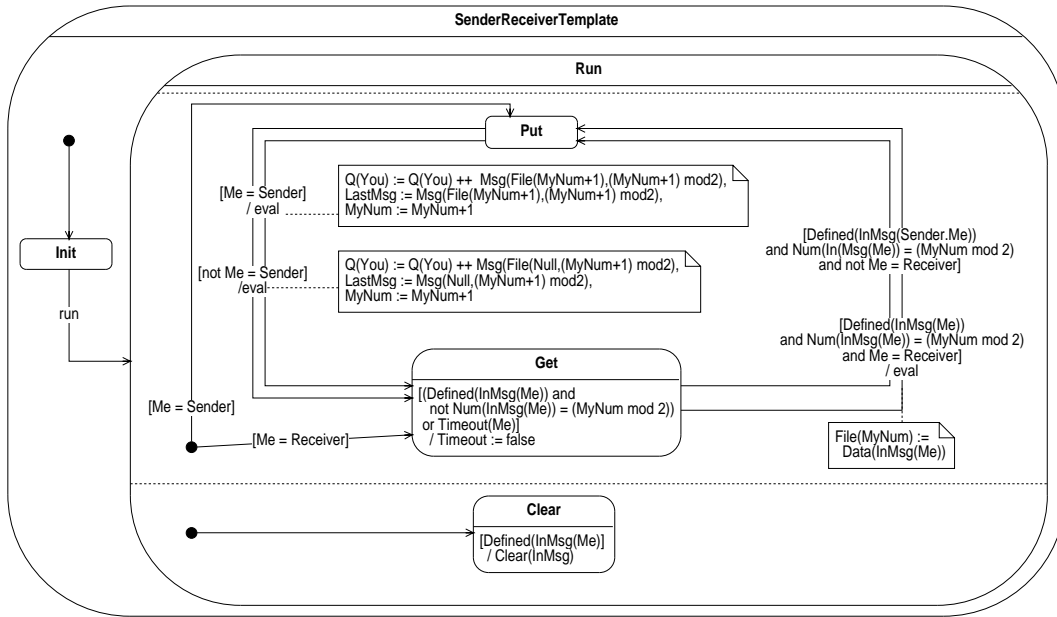 SenderReceiverTemplate
Run
Put
[Me = Sender]
/ eval
Q(You) := Q(You) ++ Msg(File(MyNum+1),(MyNum+1) mod2),
LastMsg := Msg(File(MyNum+1),(MyNum+1) mod2),
MyNum := MyNum+1
Init
run
[not Me = Sender]
/eval
Q(You) := Q(You) ++ Msg(File(Null,(MyNum+1) mod2),
LastMsg := Msg(Null,(MyNum+1) mod2),
MyNum := MyNum+1
[Defined(InMsg(Sender.Me))
and Num(In(Msg(Me)) = (MyNum mod 2)
and not Me = Receiver]
[Defined(InMsg(Me))
and Num(InMsg(Me)) = (MyNum mod 2)
and Me = Receiver]
/ eval
Get
[(Defined(InMsg(Me)) and
not Num(InMsg(Me)) = (MyNum mod 2))
or Timeout(Me)]
/ Timeout := false
[Me = Sender]
[Me = Receiver]
File(MyNum) :=
Data(InMsg(Me))
Clear
[Defined(InMsg(Me)]
/ Clear(InMsg)